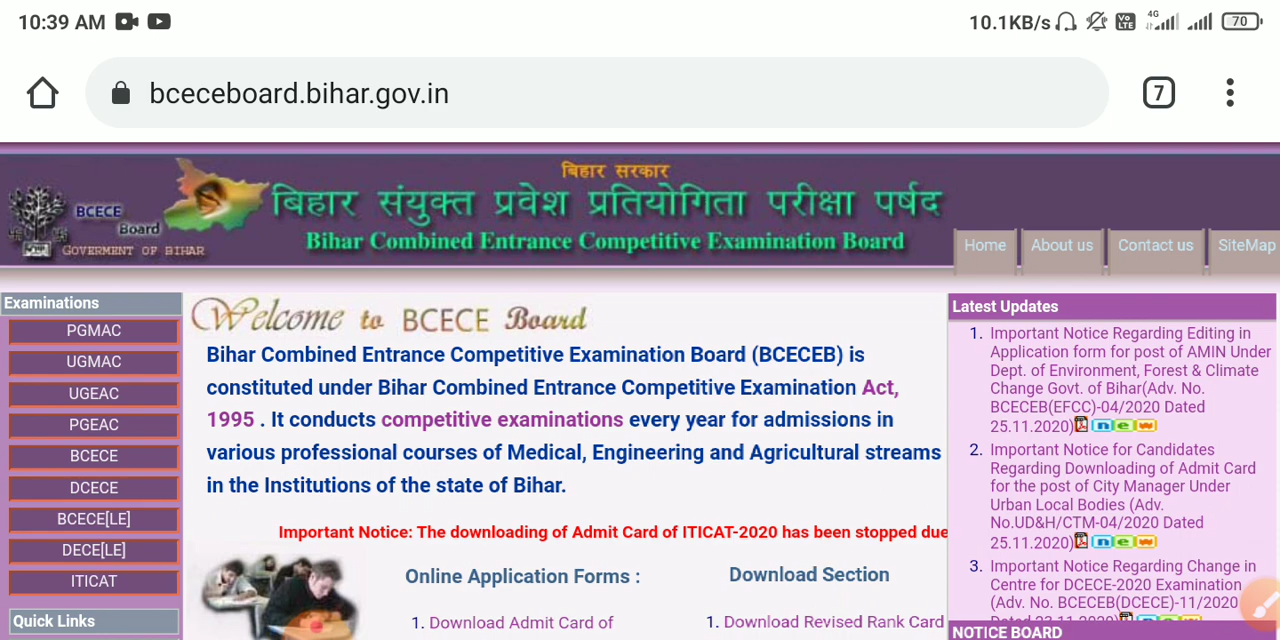 10:39 AM
10.1KB/s Vo LTE 4G 70
bceceboard.bihar.gov.in
7
बिहार सरकार
बिहार संयुक्त प्रवेश प्रतियोगिता परीक्षा पर्षद
Bihar Combined Entrance Competitive Examination Board
BCECE
Board
GOVERMENT OF BIHAR
Home
About us
Contact us
SiteMap
Examinations
PGMAC
UGMAC
UGEAC
PGEAC
BCECE
DCECE
BCECE[LE]
DECE[LE]
ITICAT
Quick Links
Welcome to BCECE Board
Bihar Combined Entrance Competitive Examination Board (BCECEB) is
constituted under Bihar Combined Entrance Competitive Examination Act,
1995 . It conducts competitive examinations every year for admissions in
various professional courses of Medical, Engineering and Agricultural streams
in the Institutions of the state of Bihar.
Important Notice: The downloading of Admit Card of ITICAT-2020 has been stopped due
Online Application Forms :
1. Download Admit Card of
Download Section
1. Download Revised Rank Card
Latest Updates
1. Important Notice Regarding Editing in
Application form for post of AMIN Under
Dept. of Environment, Forest & Climate
Change Govt. of Bihar(Adv. No.
BCECEB(EFCC)-04/2020 Dated
25.11.2020) n e w
2. Important Notice for Candidates
Regarding Downloading of Admit Card
for the post of City Manager Under
Urban Local Bodies (Adv.
No.UD&H/CTM-04/2020 Dated
25.11.2020) n e w
3. Important Notice Regarding Change in
Centre for DCECE-2020 Examination
(Adv. No. BCECEB(DCECE)-11/2020
NOTICE BOARD